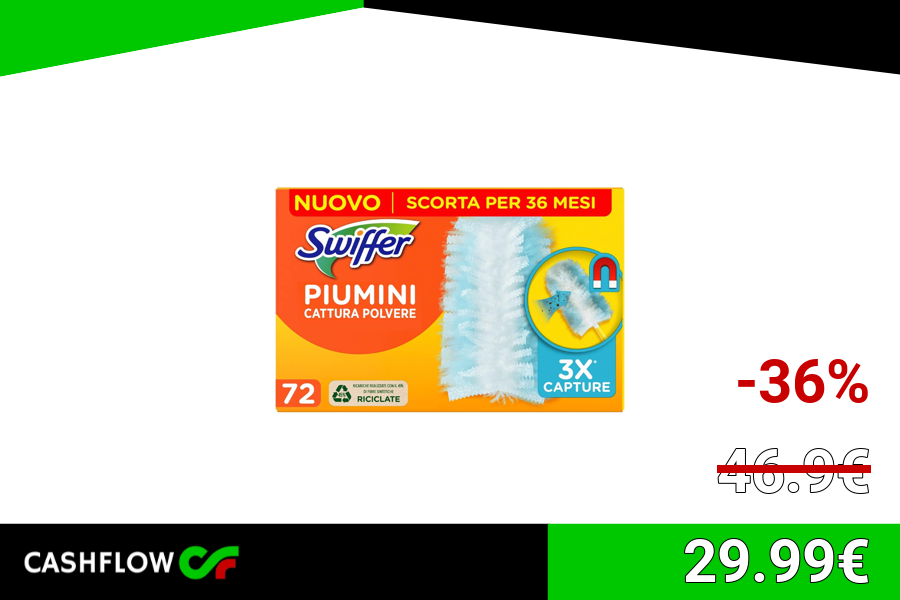 NUOVO | SCORTA PER 36 MESI
Swiffer
PIUMINI
CATTURA POLVERE
3X*
CAPTURE
72
RICICLATE
-36%
46.9€
CASHFLOW
29.99€